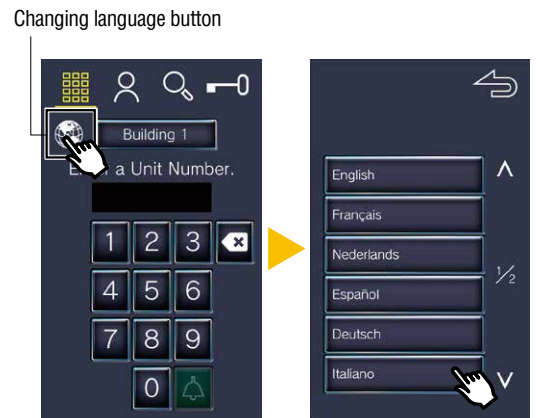 Changing language button
Building 1
Enter a Unit Number.
1 2 3
4 5 6
7 8 9
0
English
Français
Nederlands
Español
Deutsch
Italiano
1/2